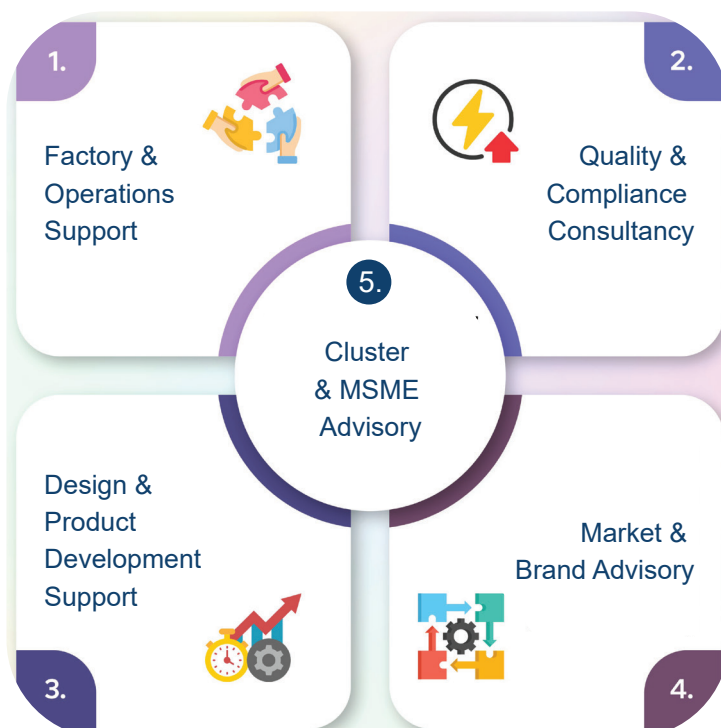 1.
Factory &
Operations
Support
2.
Quality &
Compliance
Consultancy
5.
Cluster
& MSME
Advisory
3.
Design &
Product
Development
Support
4.
Market &
Brand Advisory